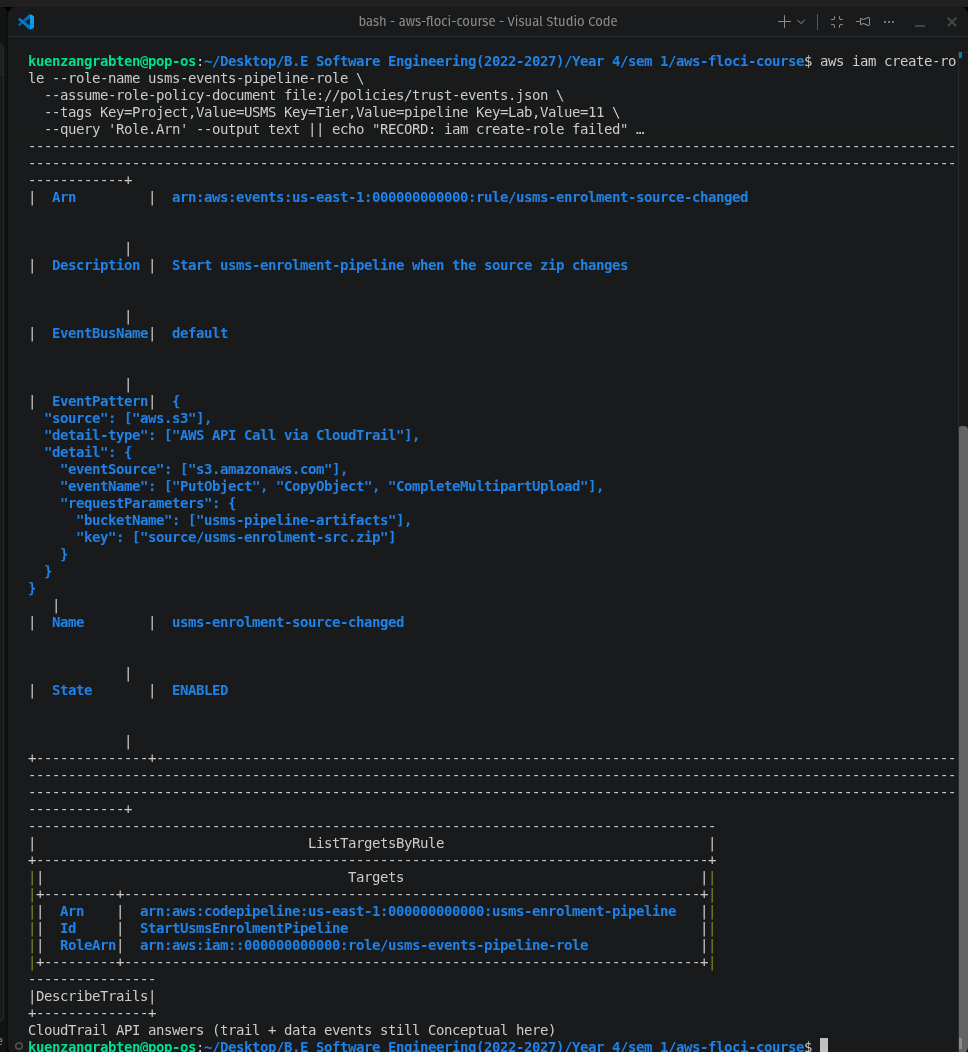 bash - aws-floci-course - Visual Studio Code
kuenzangrabten@pop-os:~/Desktop/B.E Software Engineering(2022-2027)/Year 4/sem 1/aws-floci-course$ aws iam create-ro
le --role-name usms-events-pipeline-role \
  --assume-role-policy-document file://policies/trust-events.json \
  --tags Key=Project,Value=USMS Key=Tier,Value=pipeline Key=Lab,Value=11 \
  --query 'Role.Arn' --output text || echo "RECORD: iam create-role failed" …
--------------------------------------------------------------------------------------------------------------------
--------------------------------------------------------------------------------------------------------------------
------------+
|  Arn         |  arn:aws:events:us-east-1:000000000000:rule/usms-enrolment-source-changed
            |
|  Description |  Start usms-enrolment-pipeline when the source zip changes
            |
|  EventBusName|  default
            |
|  EventPattern|  {
  "source": ["aws.s3"],
  "detail-type": ["AWS API Call via CloudTrail"],
  "detail": {
    "eventSource": ["s3.amazonaws.com"],
    "eventName": ["PutObject", "CopyObject", "CompleteMultipartUpload"],
    "requestParameters": {
      "bucketName": ["usms-pipeline-artifacts"],
      "key": ["source/usms-enrolment-src.zip"]
    }
  }
}
   |
|  Name        |  usms-enrolment-source-changed
            |
|  State       |  ENABLED
            |
+--------------+----------------------------------------------------------------------------------------------------
--------------------------------------------------------------------------------------------------------------------
--------------------------------------------------------------------------------------------------------------------
------------+
--------------------------------------------------------------------------------------
|                                  ListTargetsByRule                                 |
+------------------------------------------------------------------------------------+
||                                      Targets                                     ||
|+---------+------------------------------------------------------------------------+|
||  Arn    |  arn:aws:codepipeline:us-east-1:000000000000:usms-enrolment-pipeline   ||
||  Id     |  StartUsmsEnrolmentPipeline                                            ||
||  RoleArn|  arn:aws:iam::000000000000:role/usms-events-pipeline-role              ||
|+---------+------------------------------------------------------------------------+|
----------------
|DescribeTrails|
+--------------+
CloudTrail API answers (trail + data events still Conceptual here)
kuenzangrabten@pop-os:~/Desktop/B.E Software Engineering(2022-2027)/Year 4/sem 1/aws-floci-course$